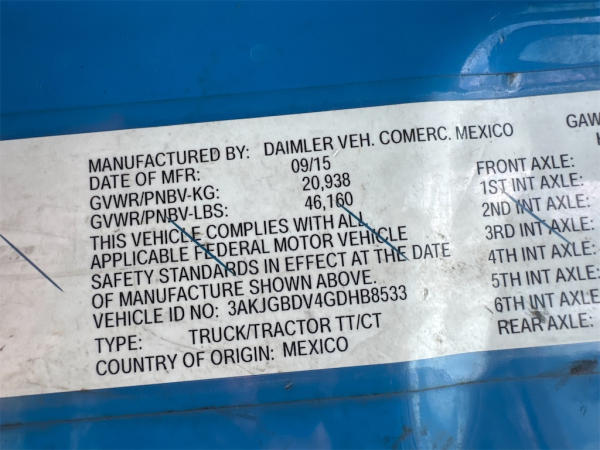 MANUFACTURED BY: DAIMLER VEH. COMERC. MEXICO
DATE OF MFR: 09/15
GVWR/PNBV-KG: 20,938
GVWR/PNBV-LBS: 46,160
THIS VEHICLE COMPLIES WITH ALL
APPLICABLE FEDERAL MOTOR VEHICLE
SAFETY STANDARDS IN EFFECT AT THE DATE
OF MANUFACTURE SHOWN ABOVE.
VEHICLE ID NO: 3AKJGBDV4GDHB8533
TYPE: TRUCK/TRACTOR TT/CT
COUNTRY OF ORIGIN: MEXICO
FRONT AXLE:
1ST INT AXLE:
2ND INT AXLE:
3RD INT AXLE:
4TH INT AXLE:
5TH INT AXLE:
6TH INT AXLE:
REAR AXLE: